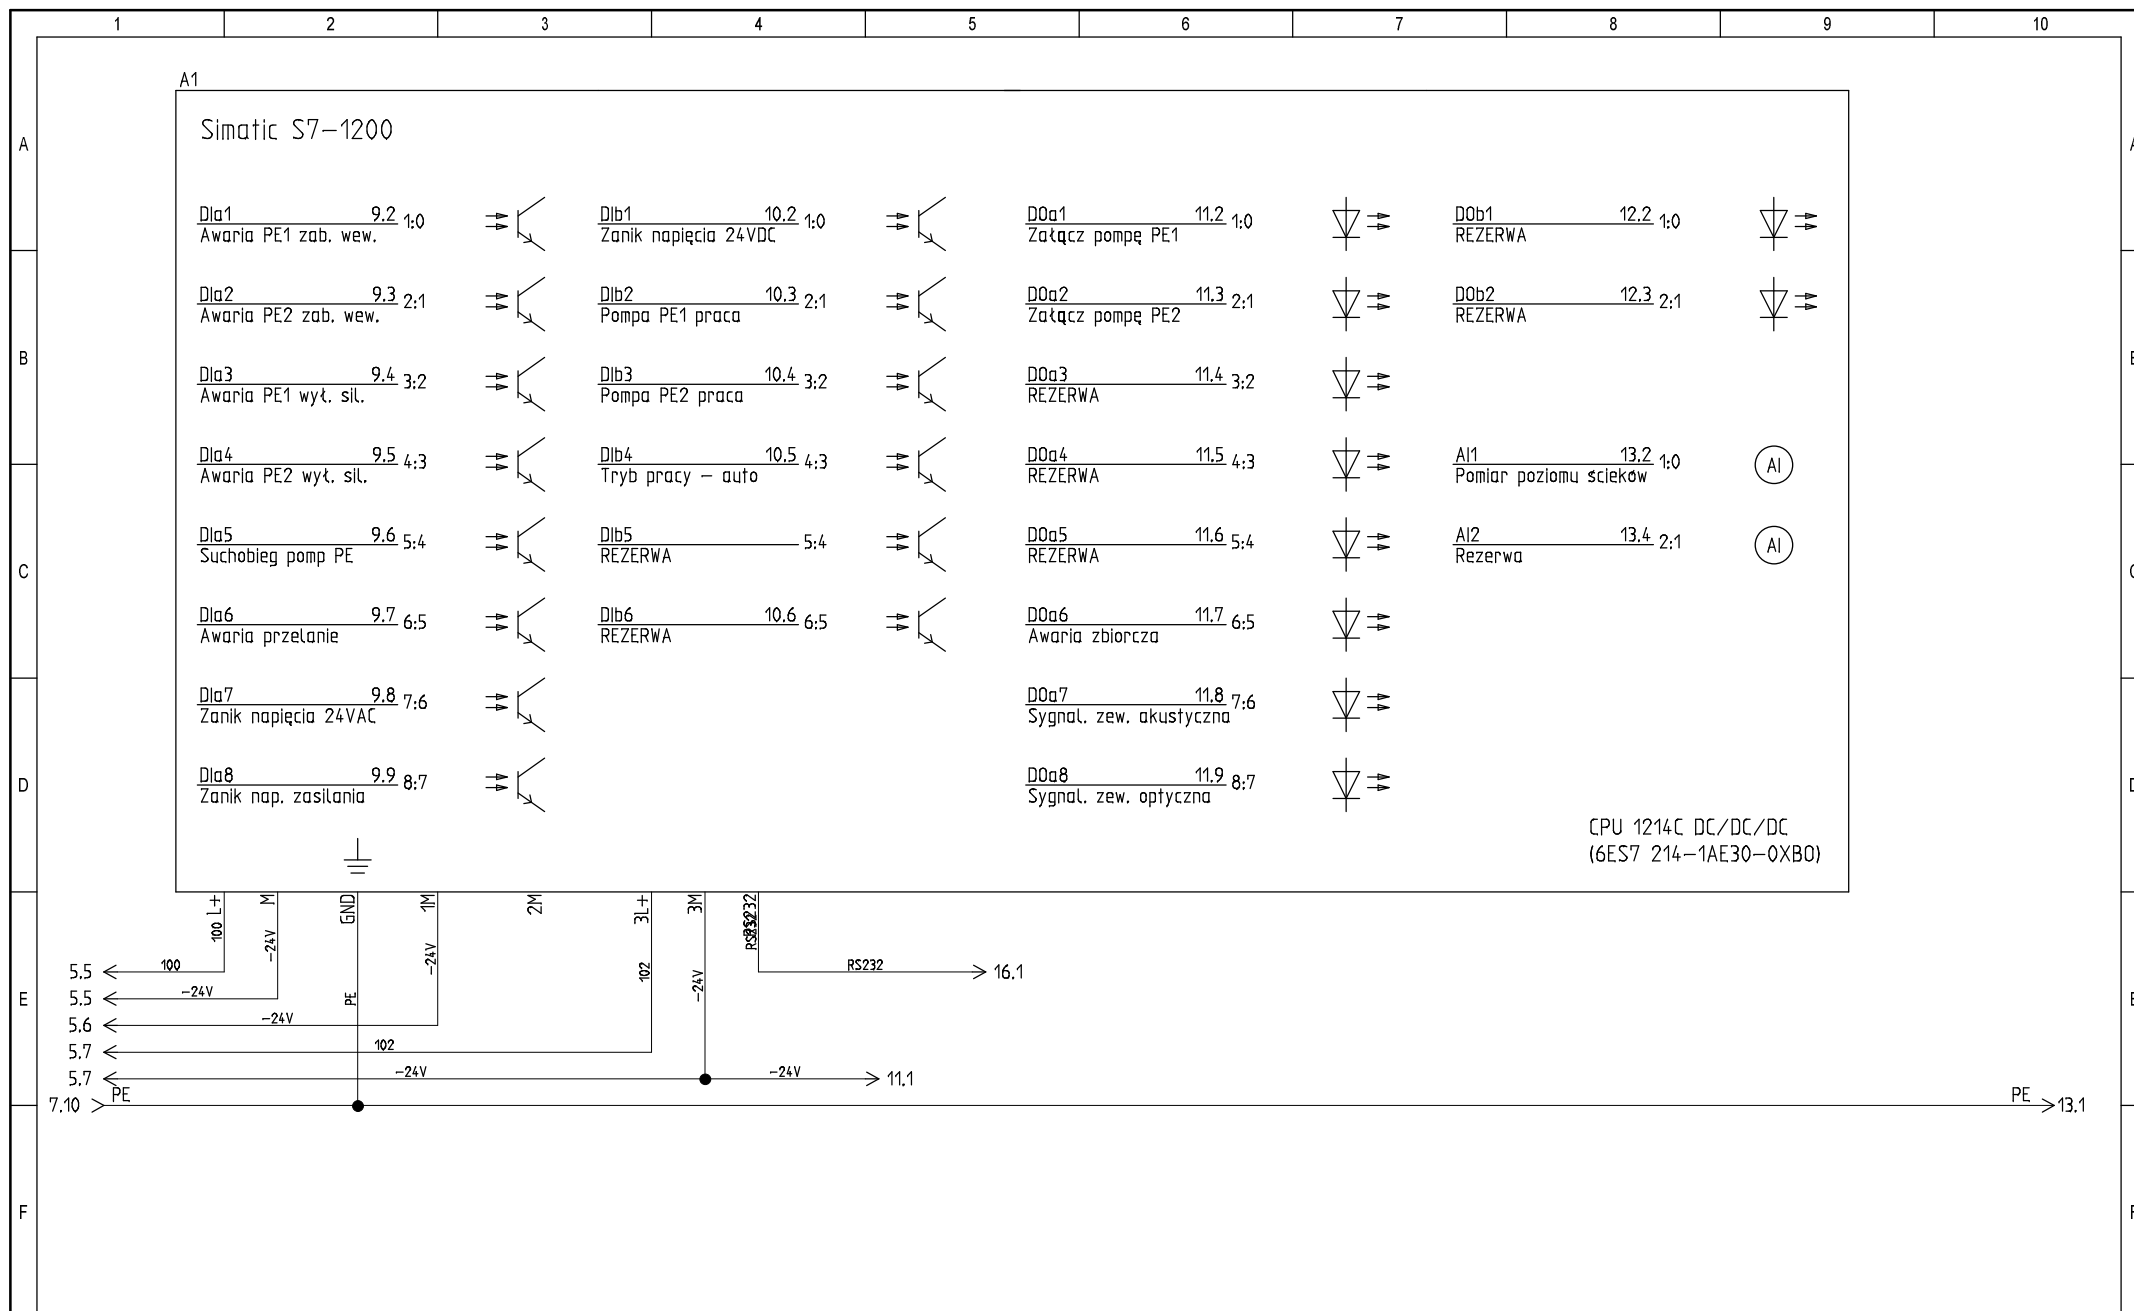 1 2 3 4 5 6 7 8 9 10
A1
A
Simatic S7-1200
DIa1 9.2 1:0
Awaria PE1 zab. wew.
DIb1 10.2 1:0
Zanik napięcia 24VDC
DOa1 11.2 1:0
Załącz pompę PE1
DOb1 12.2 1:0
REZERWA
DIa2 9.3 2:1
Awaria PE2 zab. wew.
DIb2 10.3 2:1
Pompa PE1 praca
DOa2 11.3 2:1
Załącz pompę PE2
DOb2 12.3 2:1
REZERWA
B
DIa3 9.4 3:2
Awaria PE1 wył. sil.
DIb3 10.4 3:2
Pompa PE2 praca
DOa3 11.4 3:2
REZERWA
DIa4 9.5 4:3
Awaria PE2 wył. sil.
DIb4 10.5 4:3
Tryb pracy – auto
DOa4 11.5 4:3
REZERWA
AI1 13.2 1:0
Pomiar poziomu ścieków
AI
C
DIa5 9.6 5:4
Suchobieg pomp PE
DIb5 5:4
REZERWA
DOa5 11.6 5:4
REZERWA
AI2 13.4 2:1
Rezerwa
AI
DIa6 9.7 6:5
Awaria przelanie
DIb6 10.6 6:5
REZERWA
DOa6 11.7 6:5
Awaria zbiorcza
DIa7 9.8 7:6
Zanik napięcia 24VAC
DOa7 11.8 7:6
Sygnal. zew. akustyczna
D
DIa8 9.9 8:7
Zanik nap. zasilania
DOa8 11.9 8:7
Sygnal. zew. optyczna
CPU 1214C DC/DC/DC
(6ES7 214-1AE30-0XB0)
L+ M GND 1M 2M 3L+ 3M RS232
100 -24V PE -24V 102 -24V RS232
E
5.5 100 RS232 16.1
5.5 -24V
5.6 -24V
5.7 102
5.7 -24V -24V 11.1
7.10 PE PE 13.1
F